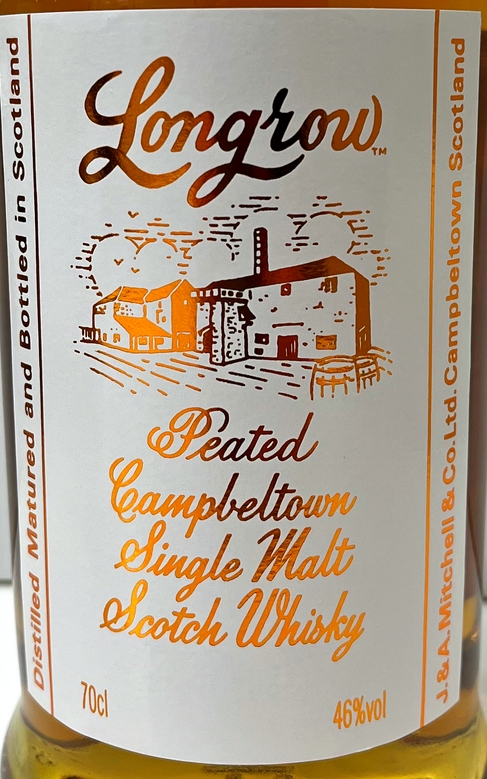 Longrow™
Peated
Campbeltown
Single Malt
Scotch Whisky
70cl
46%vol
Distilled Matured and Bottled in Scotland
J.&A.Mitchell & Co.Ltd. Campbeltown Scotland